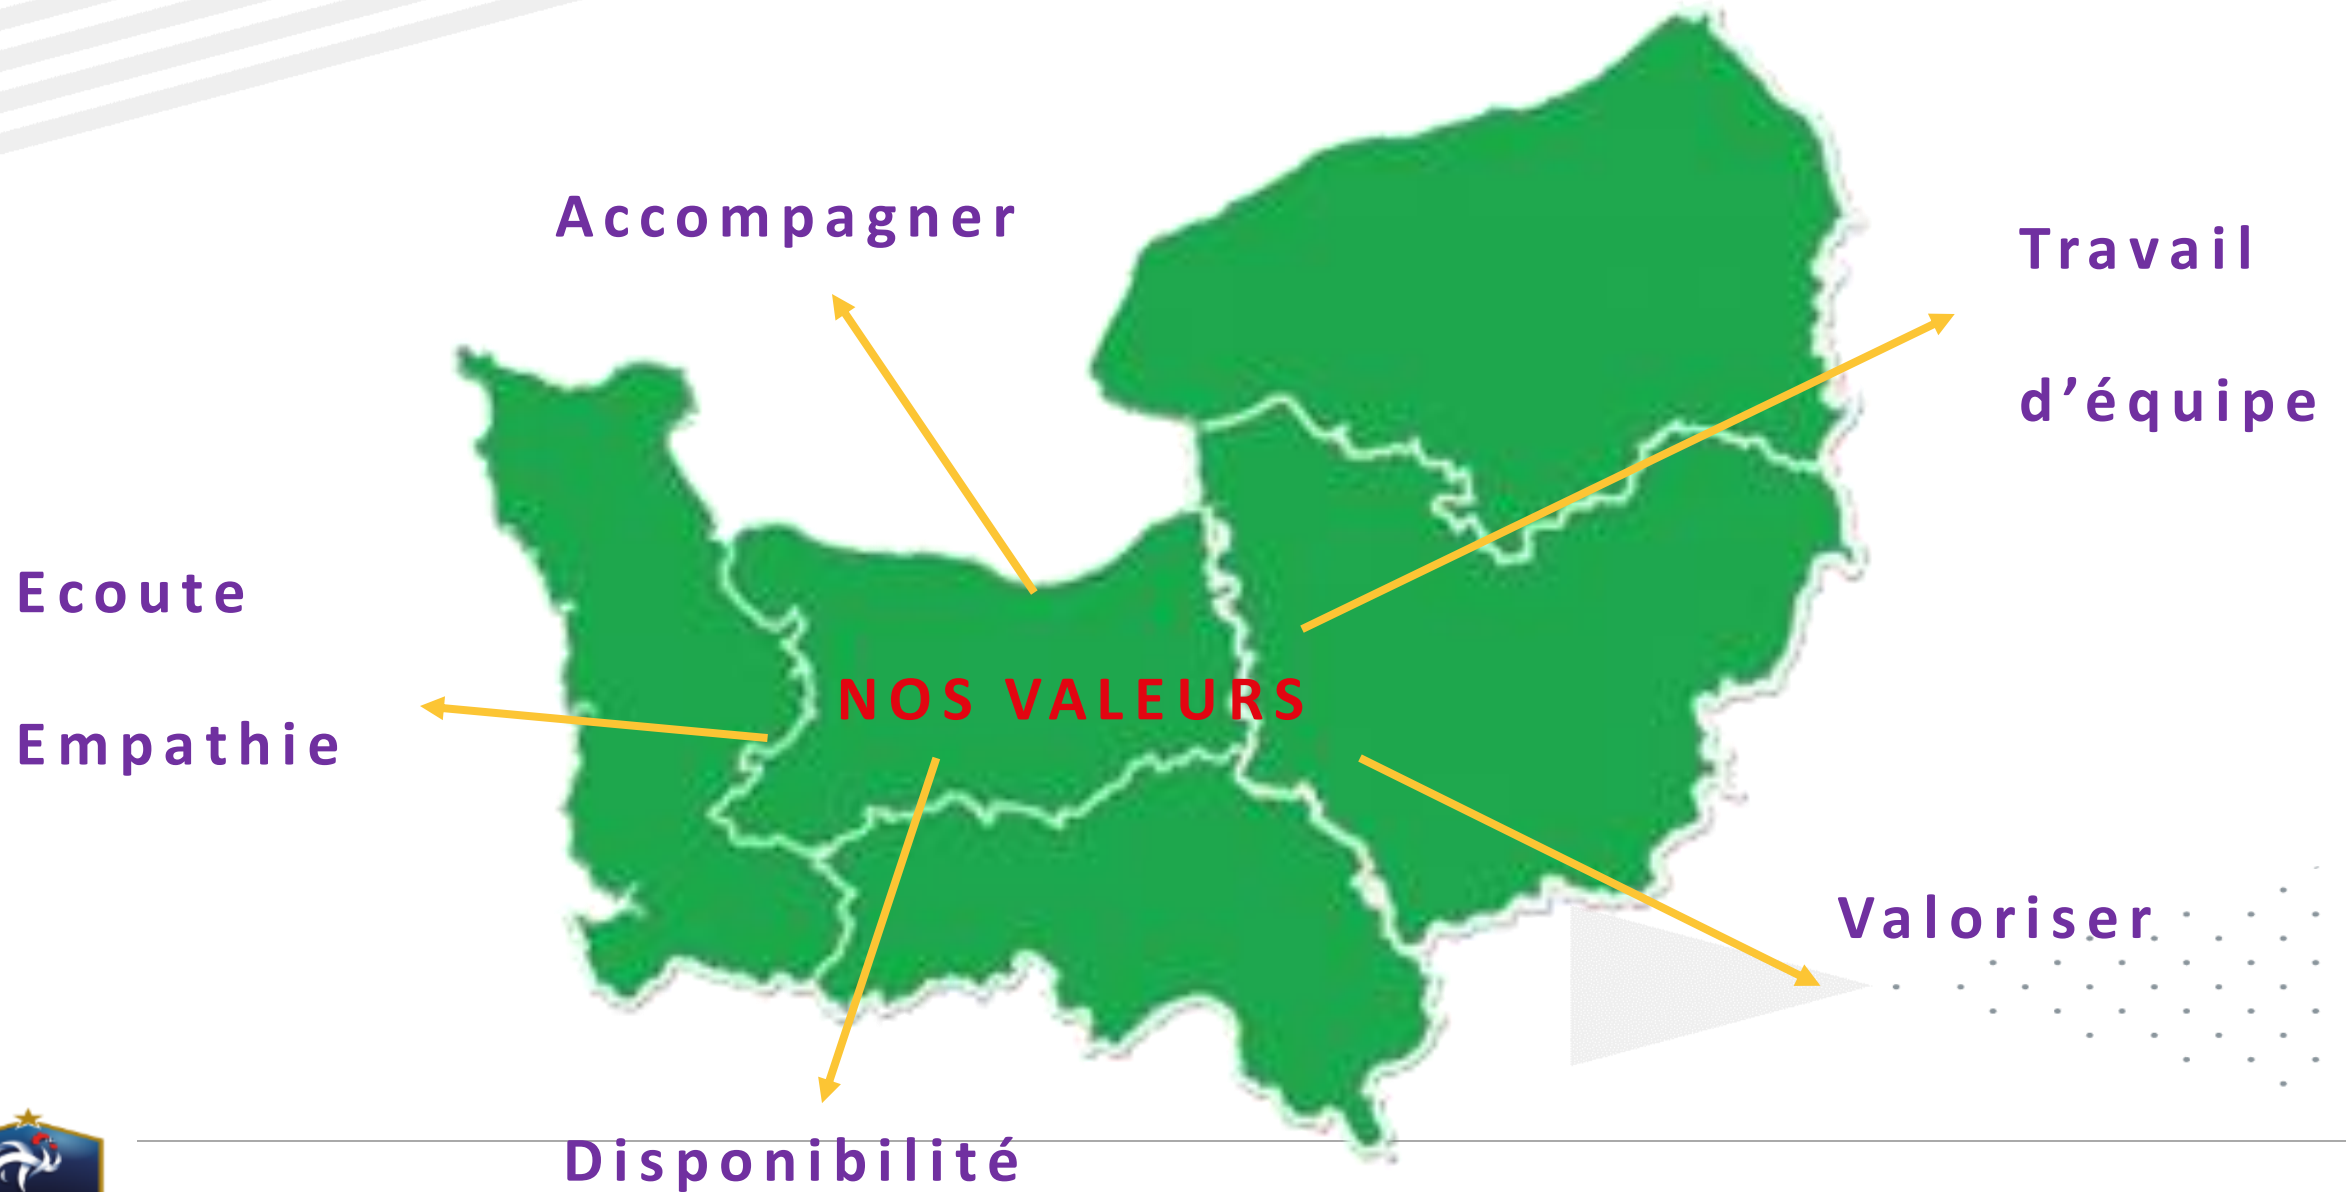 Accompagner
Travail
d’équipe
Ecoute
Empathie
NOS VALEURS
Valoriser
Disponibilité